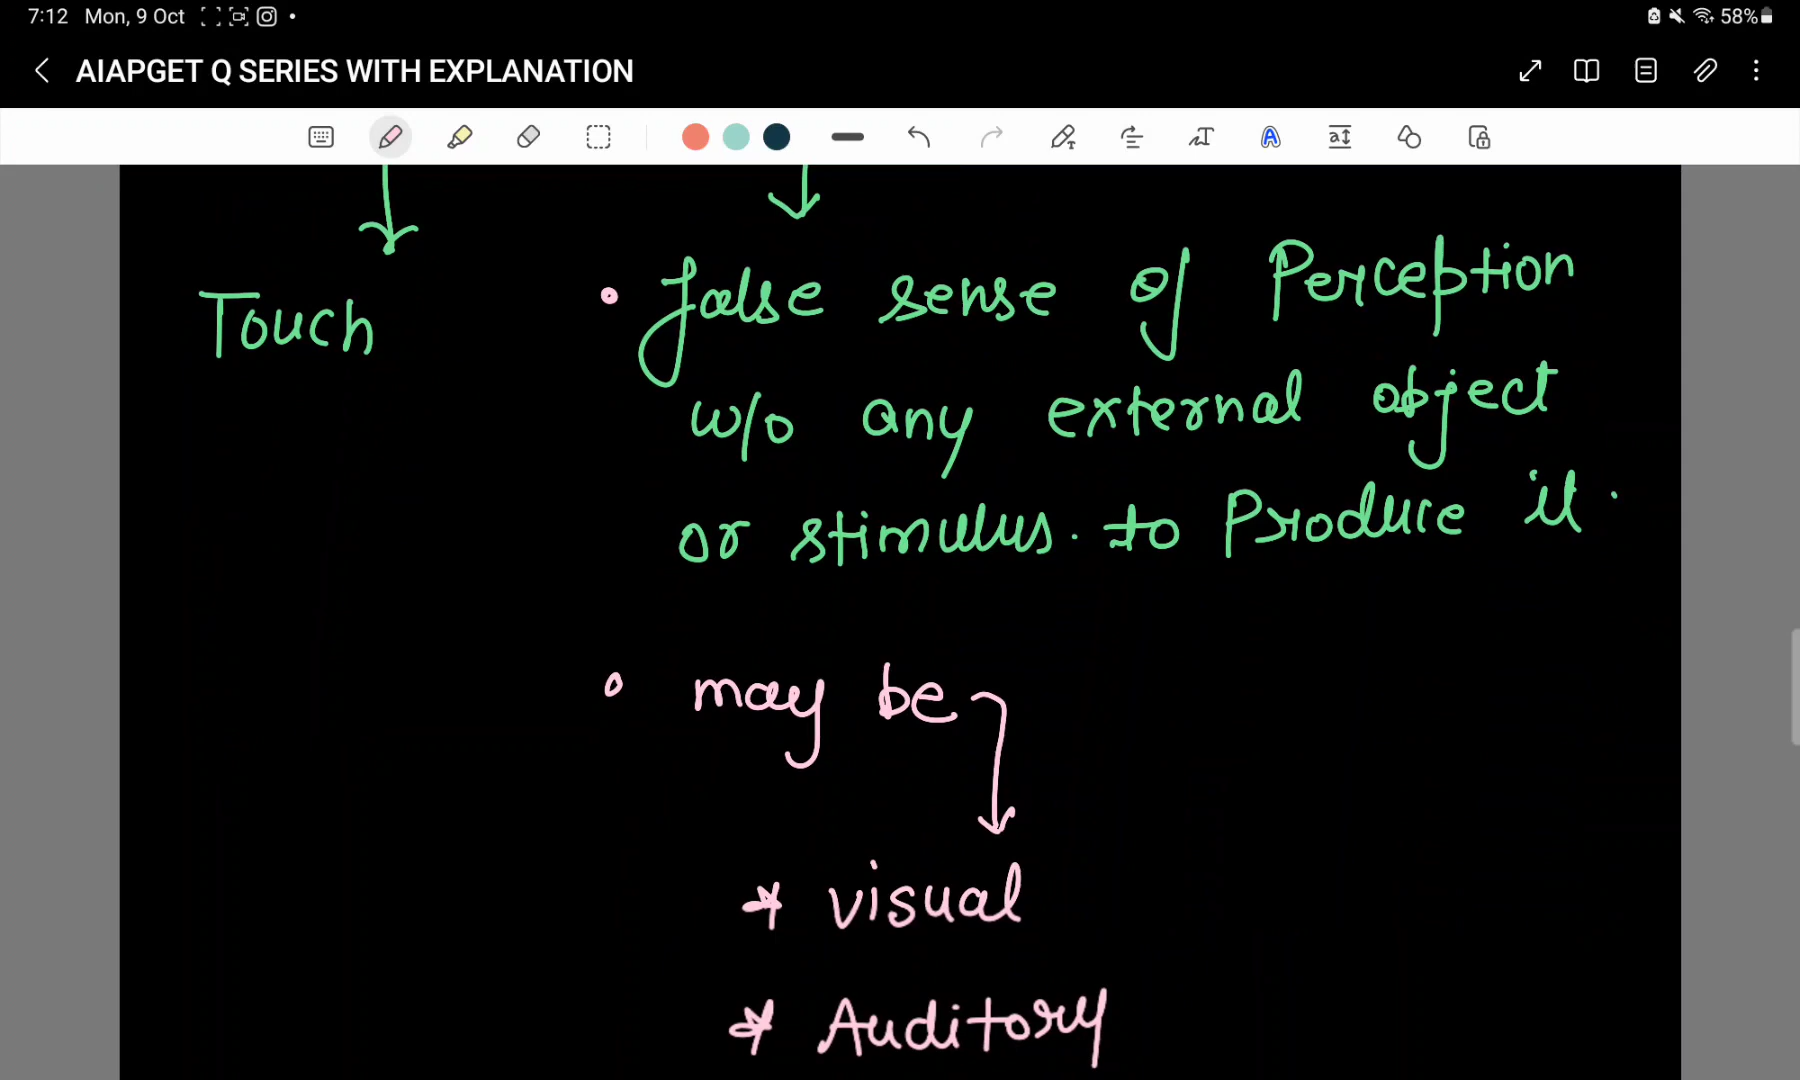 7:12 Mon, 9 Oct
58%
AIAPGET Q SERIES WITH EXPLANATION
Touch
• false sense of Perception
w/o any external object
or stimulus. to Produce it.
• may be
* visual
* Auditory